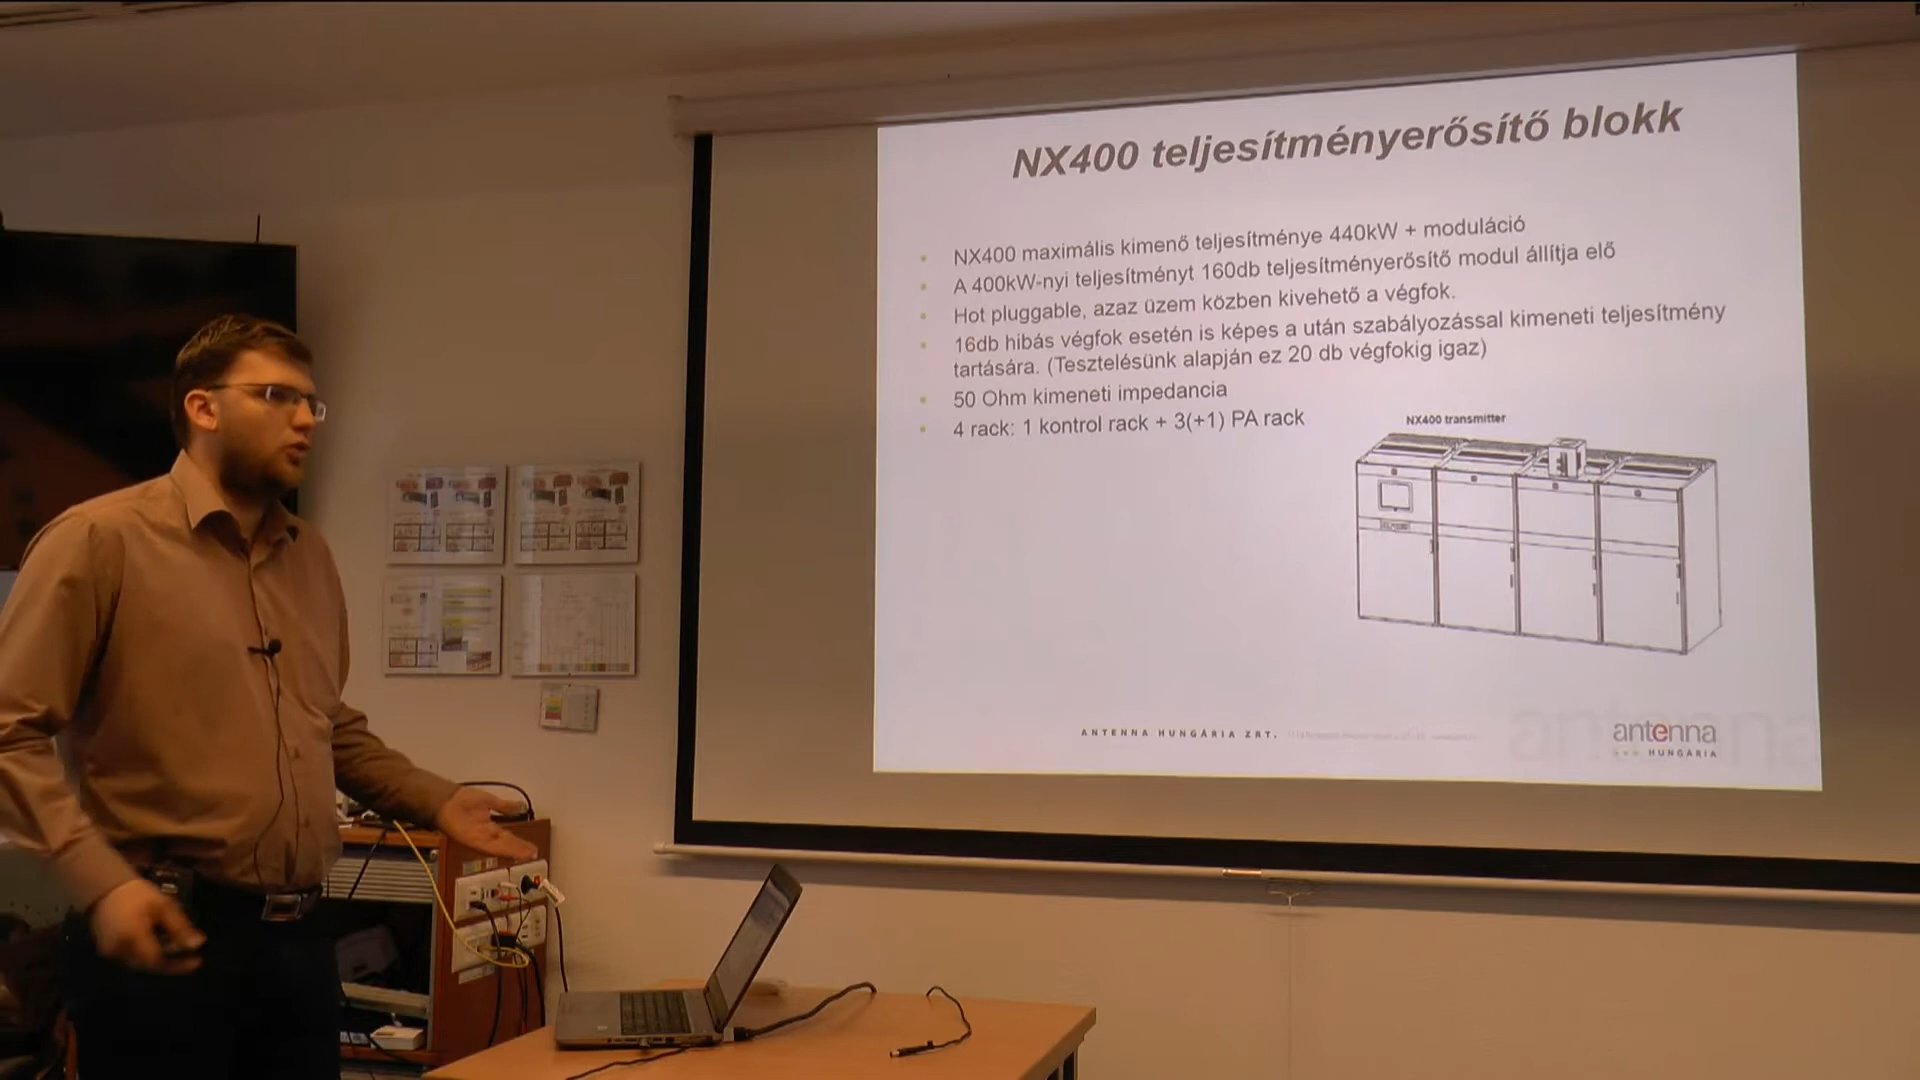 NX400 teljesítményerősítő blokk
NX400 maximális kimenő teljesítménye 440kW + moduláció
A 400kW-nyi teljesítményt 160db teljesítményerősítő modul állítja elő
Hot pluggable, azaz üzem közben kivehető a végfok.
16db hibás végfok esetén is képes a után szabályozással kimeneti teljesítmény
tartására. (Tesztelésünk alapján ez 20 db végfokig igaz)
50 Ohm kimeneti impedancia
4 rack: 1 kontrol rack + 3(+1) PA rack
NX400 transmitter
ANTENNA HUNGÁRIA ZRT.
antenna
HUNGÁRIA